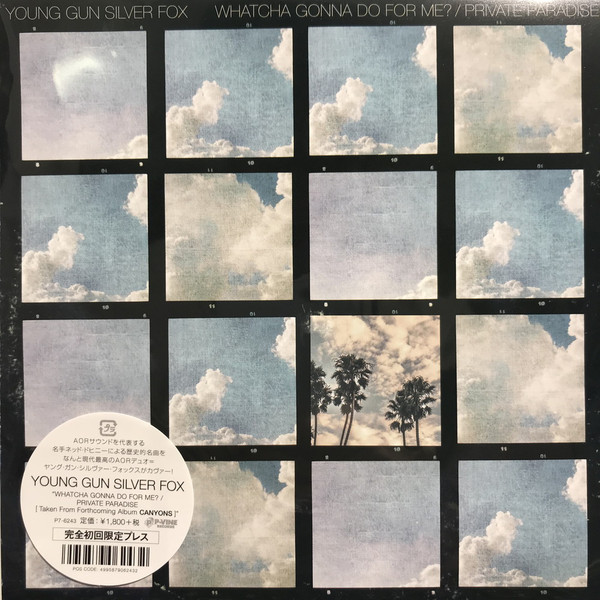 YOUNG GUN SILVER FOX WHATCHA GONNA DO FOR ME? / PRIVATE PARADISE
AORサウンドを代表する
名手ネッド・ドヒニーによる歴史的名曲を
なんと現代最高のAORデュオ=
ヤング・ガン・シルヴァー・フォックスがカヴァー!
YOUNG GUN SILVER FOX
"WHATCHA GONNA DO FOR ME? /
PRIVATE PARADISE
[ Taken From Forthcoming Album CANYONS ]"
P7-6243 定価:¥1,800+税 P-VINE RECORDS
完全初回限定プレス
POS CODE: 4995879062432